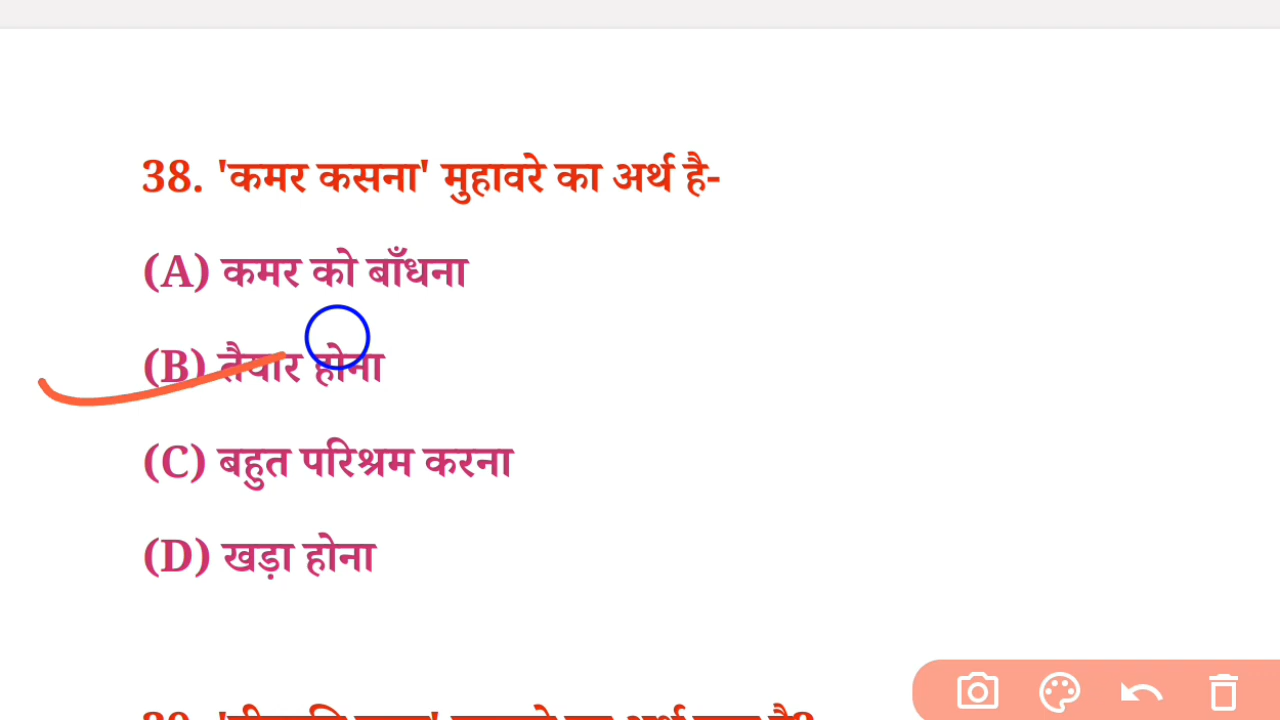 38. 'कमर कसना' मुहावरे का अर्थ है-
(A) कमर को बाँधना
(B) तैयार होना
(C) बहुत परिश्रम करना
(D) खड़ा होना